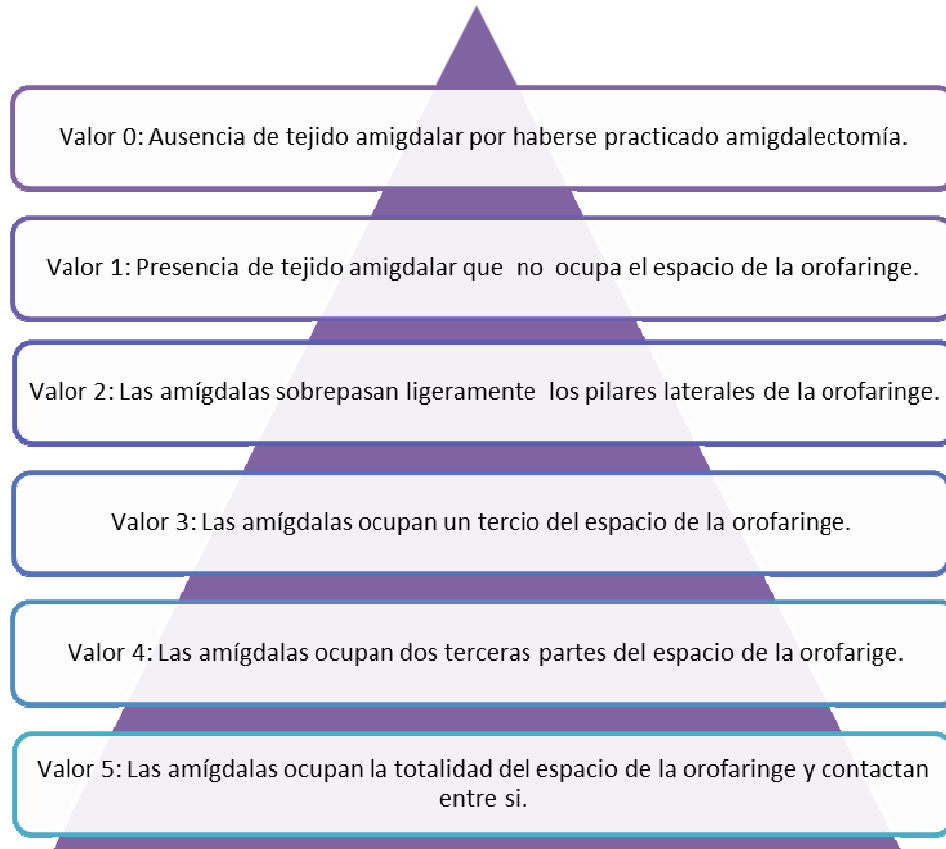 Valor 0: Ausencia de tejido amigdalar por haberse practicado amigdalectomía.
Valor 1: Presencia de tejido amigdalar que no ocupa el espacio de la orofaringe.
Valor 2: Las amígdalas sobrepasan ligeramente los pilares laterales de la orofaringe.
Valor 3: Las amígdalas ocupan un tercio del espacio de la orofaringe.
Valor 4: Las amígdalas ocupan dos terceras partes del espacio de la orofarige.
Valor 5: Las amígdalas ocupan la totalidad del espacio de la orofaringe y contactan
entre si.